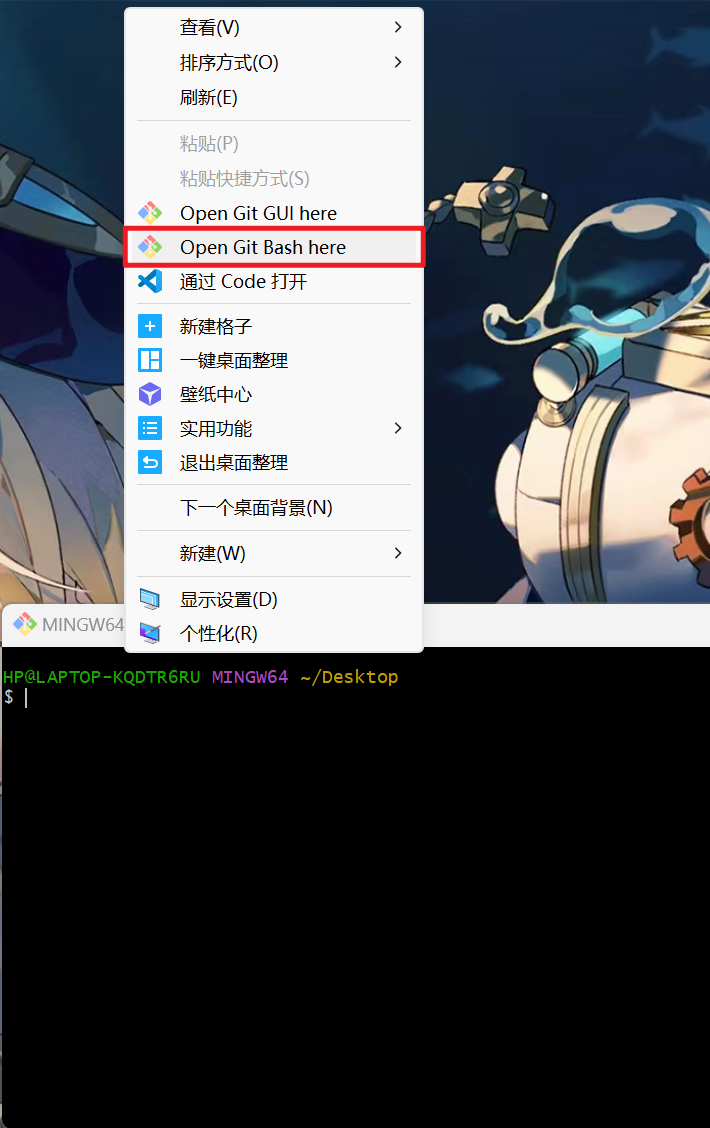 查看(V)
排序方式(O)
刷新(E)
粘贴(P)
粘贴快捷方式(S)
Open Git GUI here
Open Git Bash here
通过 Code 打开
新建格子
一键桌面整理
壁纸中心
实用功能
退出桌面整理
下一个桌面背景(N)
新建(W)
显示设置(D)
个性化(R)
MINGW64
HP@LAPTOP-KQDTR6RU MINGW64 ~/Desktop
$